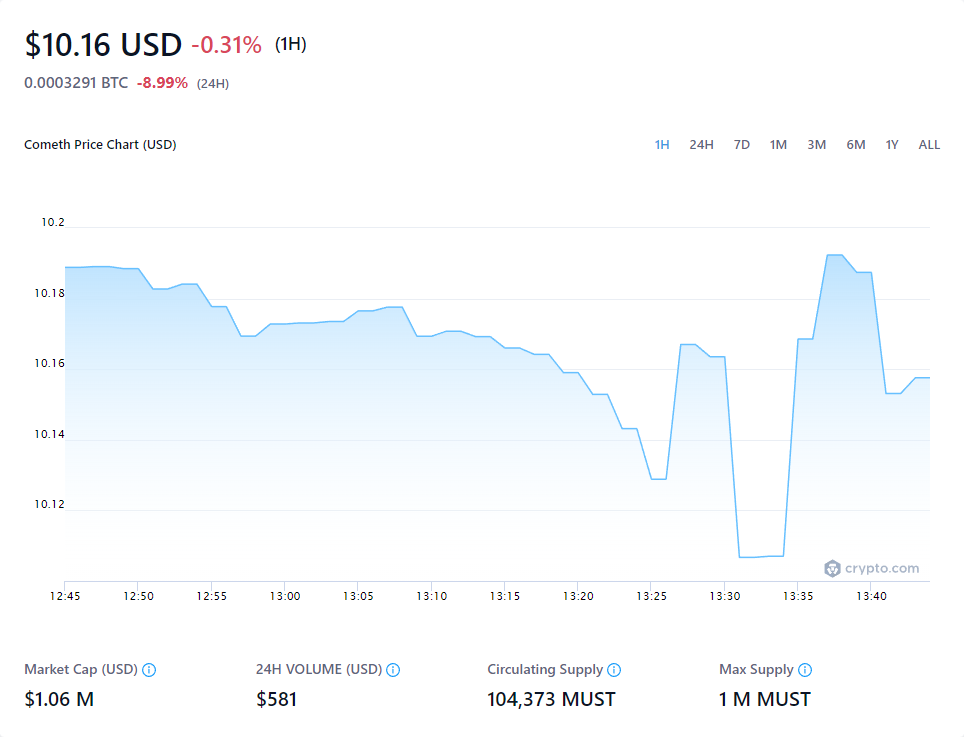 $10.16 USD -0.31% (1H)
0.0003291 BTC -8.99% (24H)
Cometh Price Chart (USD)
1H 24H 7D 1M 3M 6M 1Y ALL
10.2
10.18
10.16
10.14
10.12
crypto.com
12:45 12:50 12:55 13:00 13:05 13:10 13:15 13:20 13:25 13:30 13:35 13:40
Market Cap (USD) 24H VOLUME (USD) Circulating Supply Max Supply
$1.06 M $581 104,373 MUST 1 M MUST